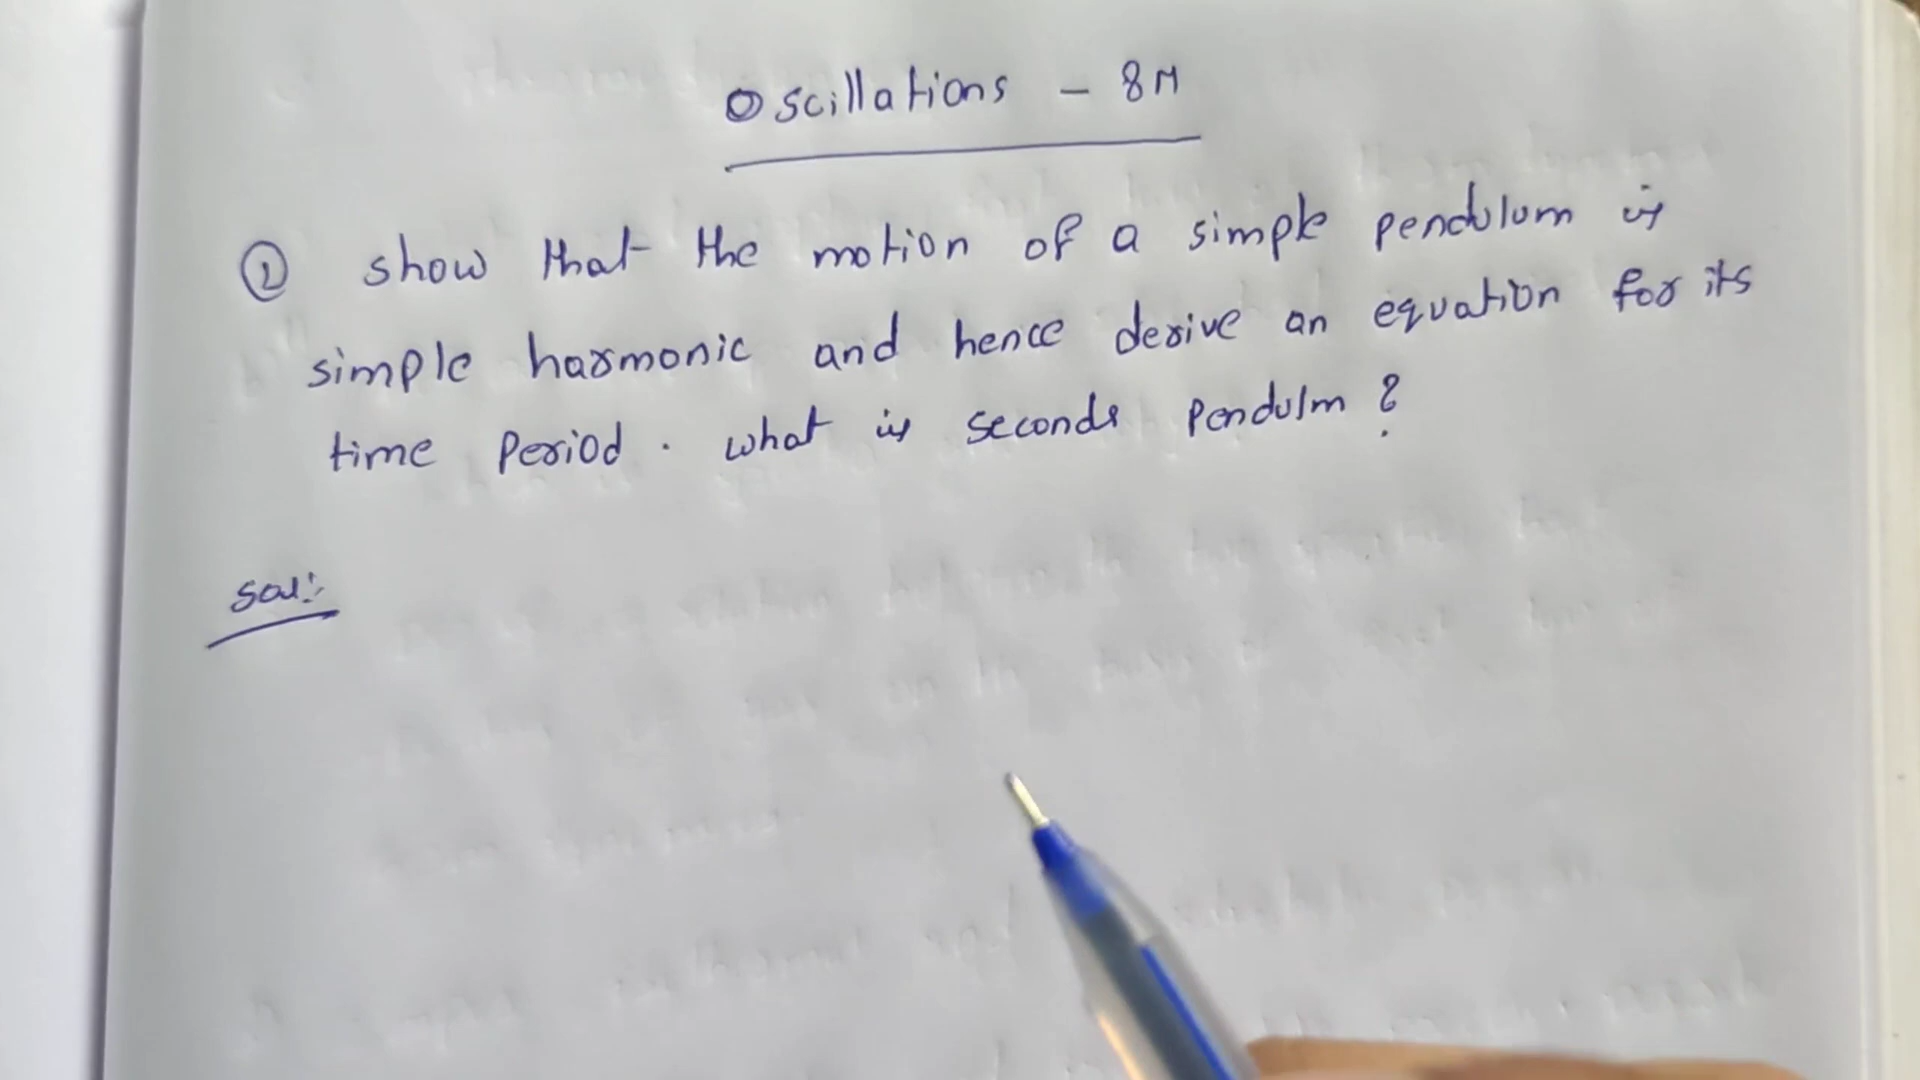 Oscillations - 8M
① show that the motion of a simple pendulum is
simple harmonic and hence derive an equation for its
time period. what is seconds pendulm?
Sol: